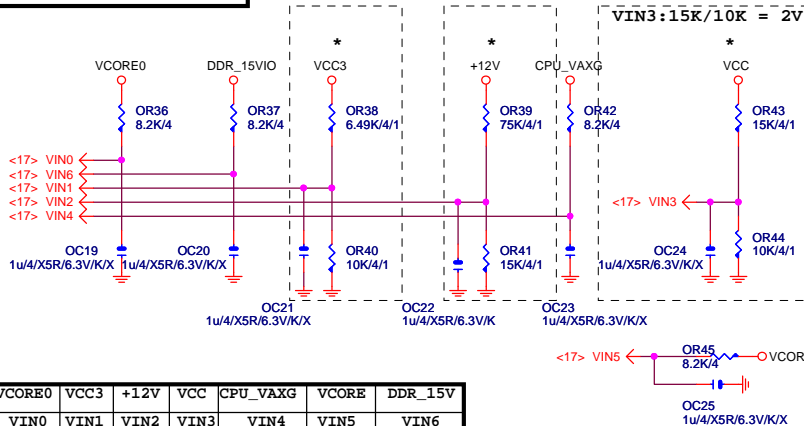 VIN3:15K/10K = 2V
* * *
VCORE0 DDR_15VIO VCC3 +12V CPU_VAXG VCC
OR36 8.2K/4
OR37 8.2K/4
OR38 6.49K/4/1
OR39 75K/4/1
OR42 8.2K/4
OR43 15K/4/1
<17> VIN0
<17> VIN6
<17> VIN1
<17> VIN2
<17> VIN4
<17> VIN3
OC19 1u/4/X5R/6.3V/K/X
OC20 1u/4/X5R/6.3V/K/X
OR40 10K/4/1
OR41 15K/4/1
OC24 1u/4/X5R/6.3V/K/X
OR44 10K/4/1
OC21 1u/4/X5R/6.3V/K/X
OC22 1u/4/X5R/6.3V/K
OC23 1u/4/X5R/6.3V/K/X
<17> VIN5
OR45 8.2K/4
VCOR
OC25 1u/4/X5R/6.3V/K/X
VCORE0 VCC3 +12V VCC CPU_VAXG VCORE DDR_15V
VIN0 VIN1 VIN2 VIN3 VIN4 VIN5 VIN6